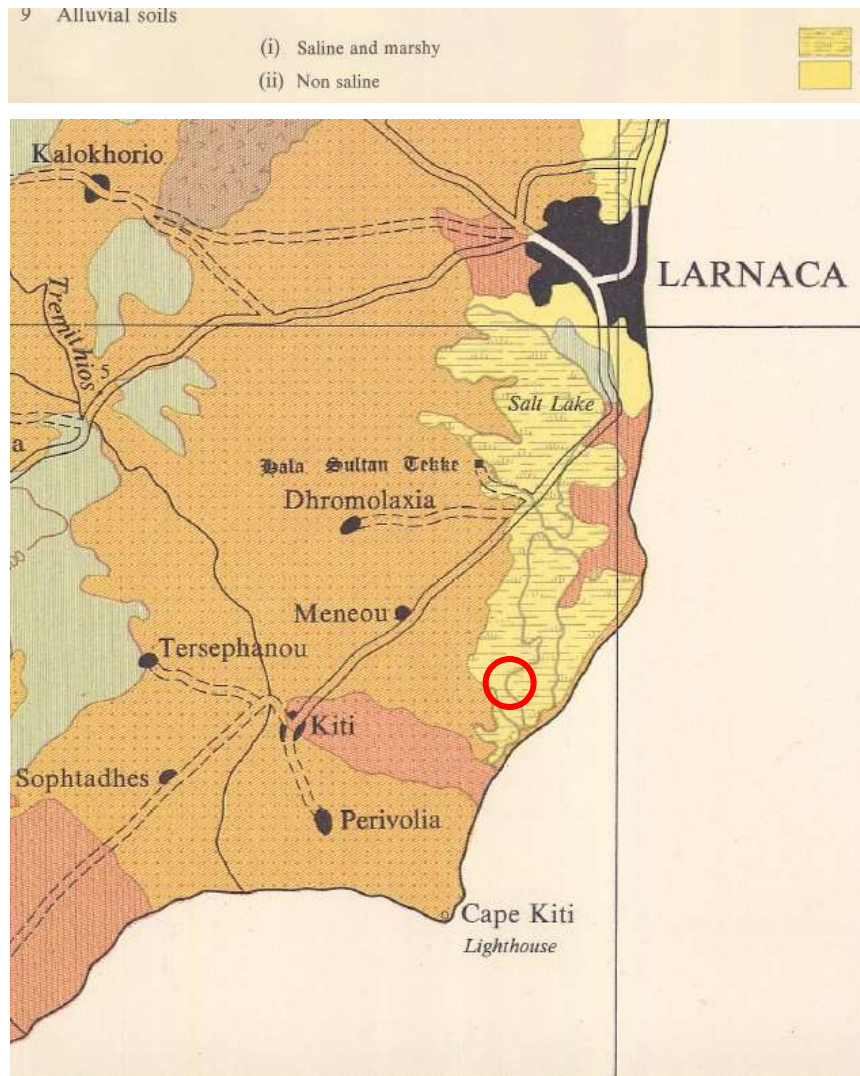 9 Alluvial soils
(i) Saline and marshy
(ii) Non saline
Kalokhorio
LARNACA
Tremithios
5
Salt Lake
a
Hala Sultan Tekke
Dhromolaxia
Meneou
Tersephanou
Kiti
Sophtadhes
Perivolia
Cape Kiti
Lighthouse